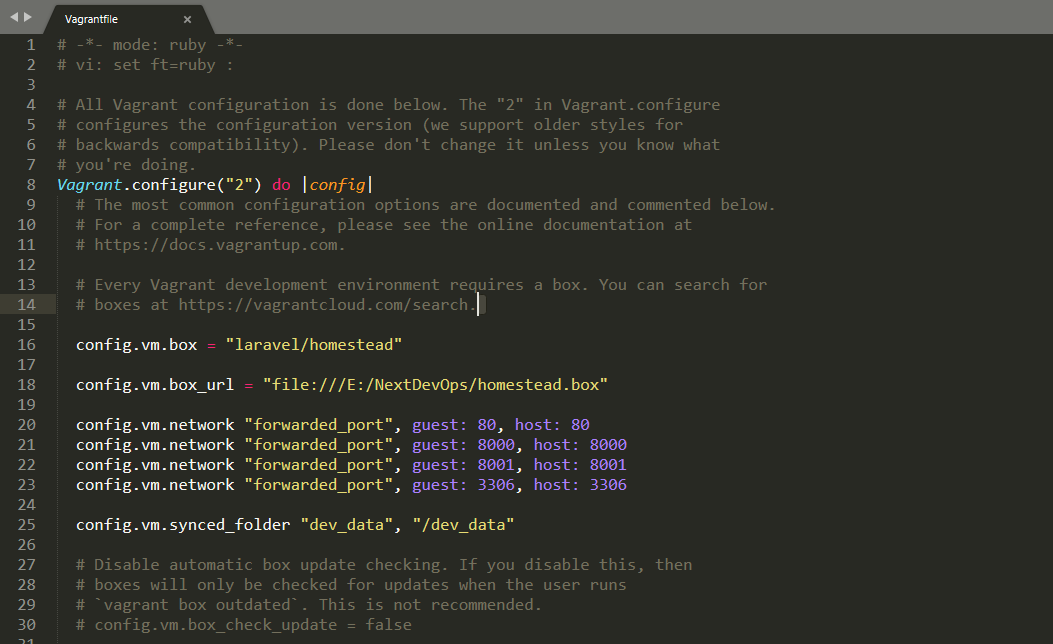 Vagrantfile ×
1 # -*- mode: ruby -*-
2 # vi: set ft=ruby :
3
4 # All Vagrant configuration is done below. The "2" in Vagrant.configure
5 # configures the configuration version (we support older styles for
6 # backwards compatibility). Please don't change it unless you know what
7 # you're doing.
8 Vagrant.configure("2") do |config|
9   # The most common configuration options are documented and commented below.
10   # For a complete reference, please see the online documentation at
11   # https://docs.vagrantup.com.
12
13   # Every Vagrant development environment requires a box. You can search for
14   # boxes at https://vagrantcloud.com/search.
15
16   config.vm.box = "laravel/homestead"
17
18   config.vm.box_url = "file:///E:/NextDevOps/homestead.box"
19
20   config.vm.network "forwarded_port", guest: 80, host: 80
21   config.vm.network "forwarded_port", guest: 8000, host: 8000
22   config.vm.network "forwarded_port", guest: 8001, host: 8001
23   config.vm.network "forwarded_port", guest: 3306, host: 3306
24
25   config.vm.synced_folder "dev_data", "/dev_data"
26
27   # Disable automatic box update checking. If you disable this, then
28   # boxes will only be checked for updates when the user runs
29   # `vagrant box outdated`. This is not recommended.
30   # config.vm.box_check_update = false
31